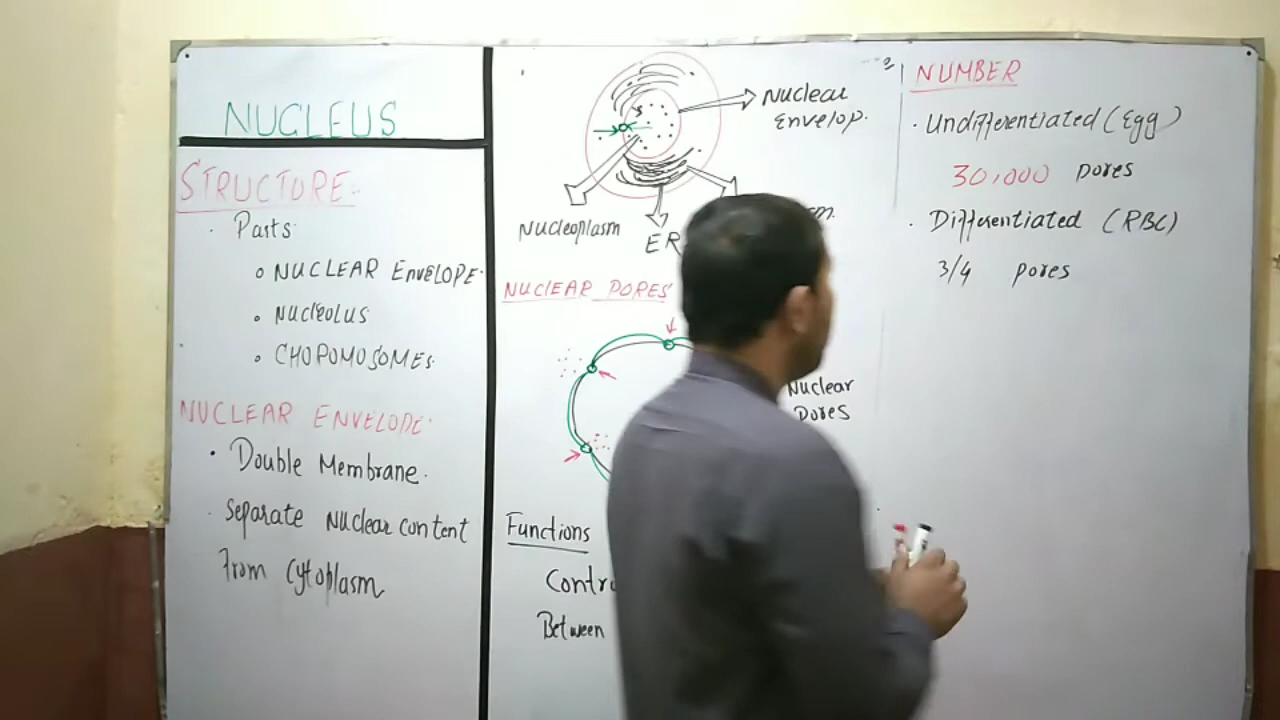 NUCLEUS
STRUCTURE:
· Parts
o NUCLEAR ENVELOPE·
o NUCLEOLUS
o CHOPOMOSOMES
NUCLEAR ENVELOPE·
· Double Membrane.
· Separate Nuclear content
from Cytoplasm
Nuclear
Envelop.
Nucleoplasm
ER
NUCLEAR PORES
Nuclear
Pores
Functions
Between
NUMBER
· Undifferentiated (Egg)
30,000 pores
· Differentiated (RBC)
3/4 pores